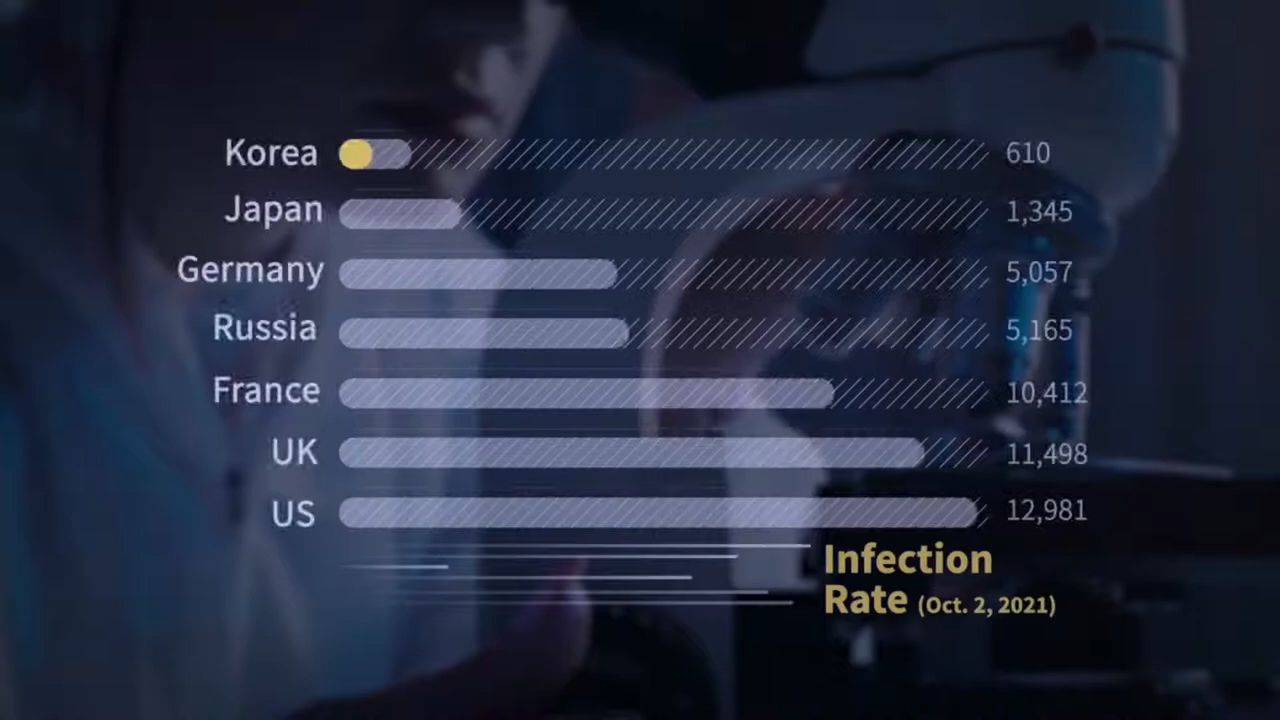 Korea 610
Japan 1,345
Germany 5,057
Russia 5,165
France 10,412
UK 11,498
US 12,981
Infection
Rate (Oct. 2, 2021)